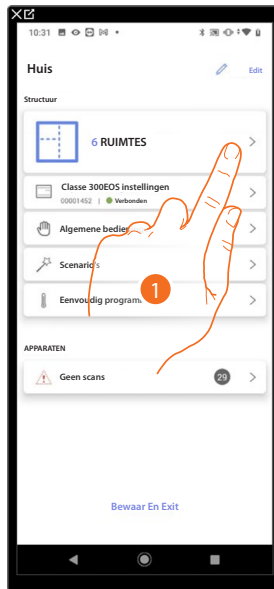 10:31
Huis
Edit
Structuur
6 RUIMTES
Classe 300EOS instellingen
00001452 | Verbonden
Algemene bedie
Scenario's
Eenvoudig program
1
APPARATEN
Geen scans
29
Bewaar En Exit